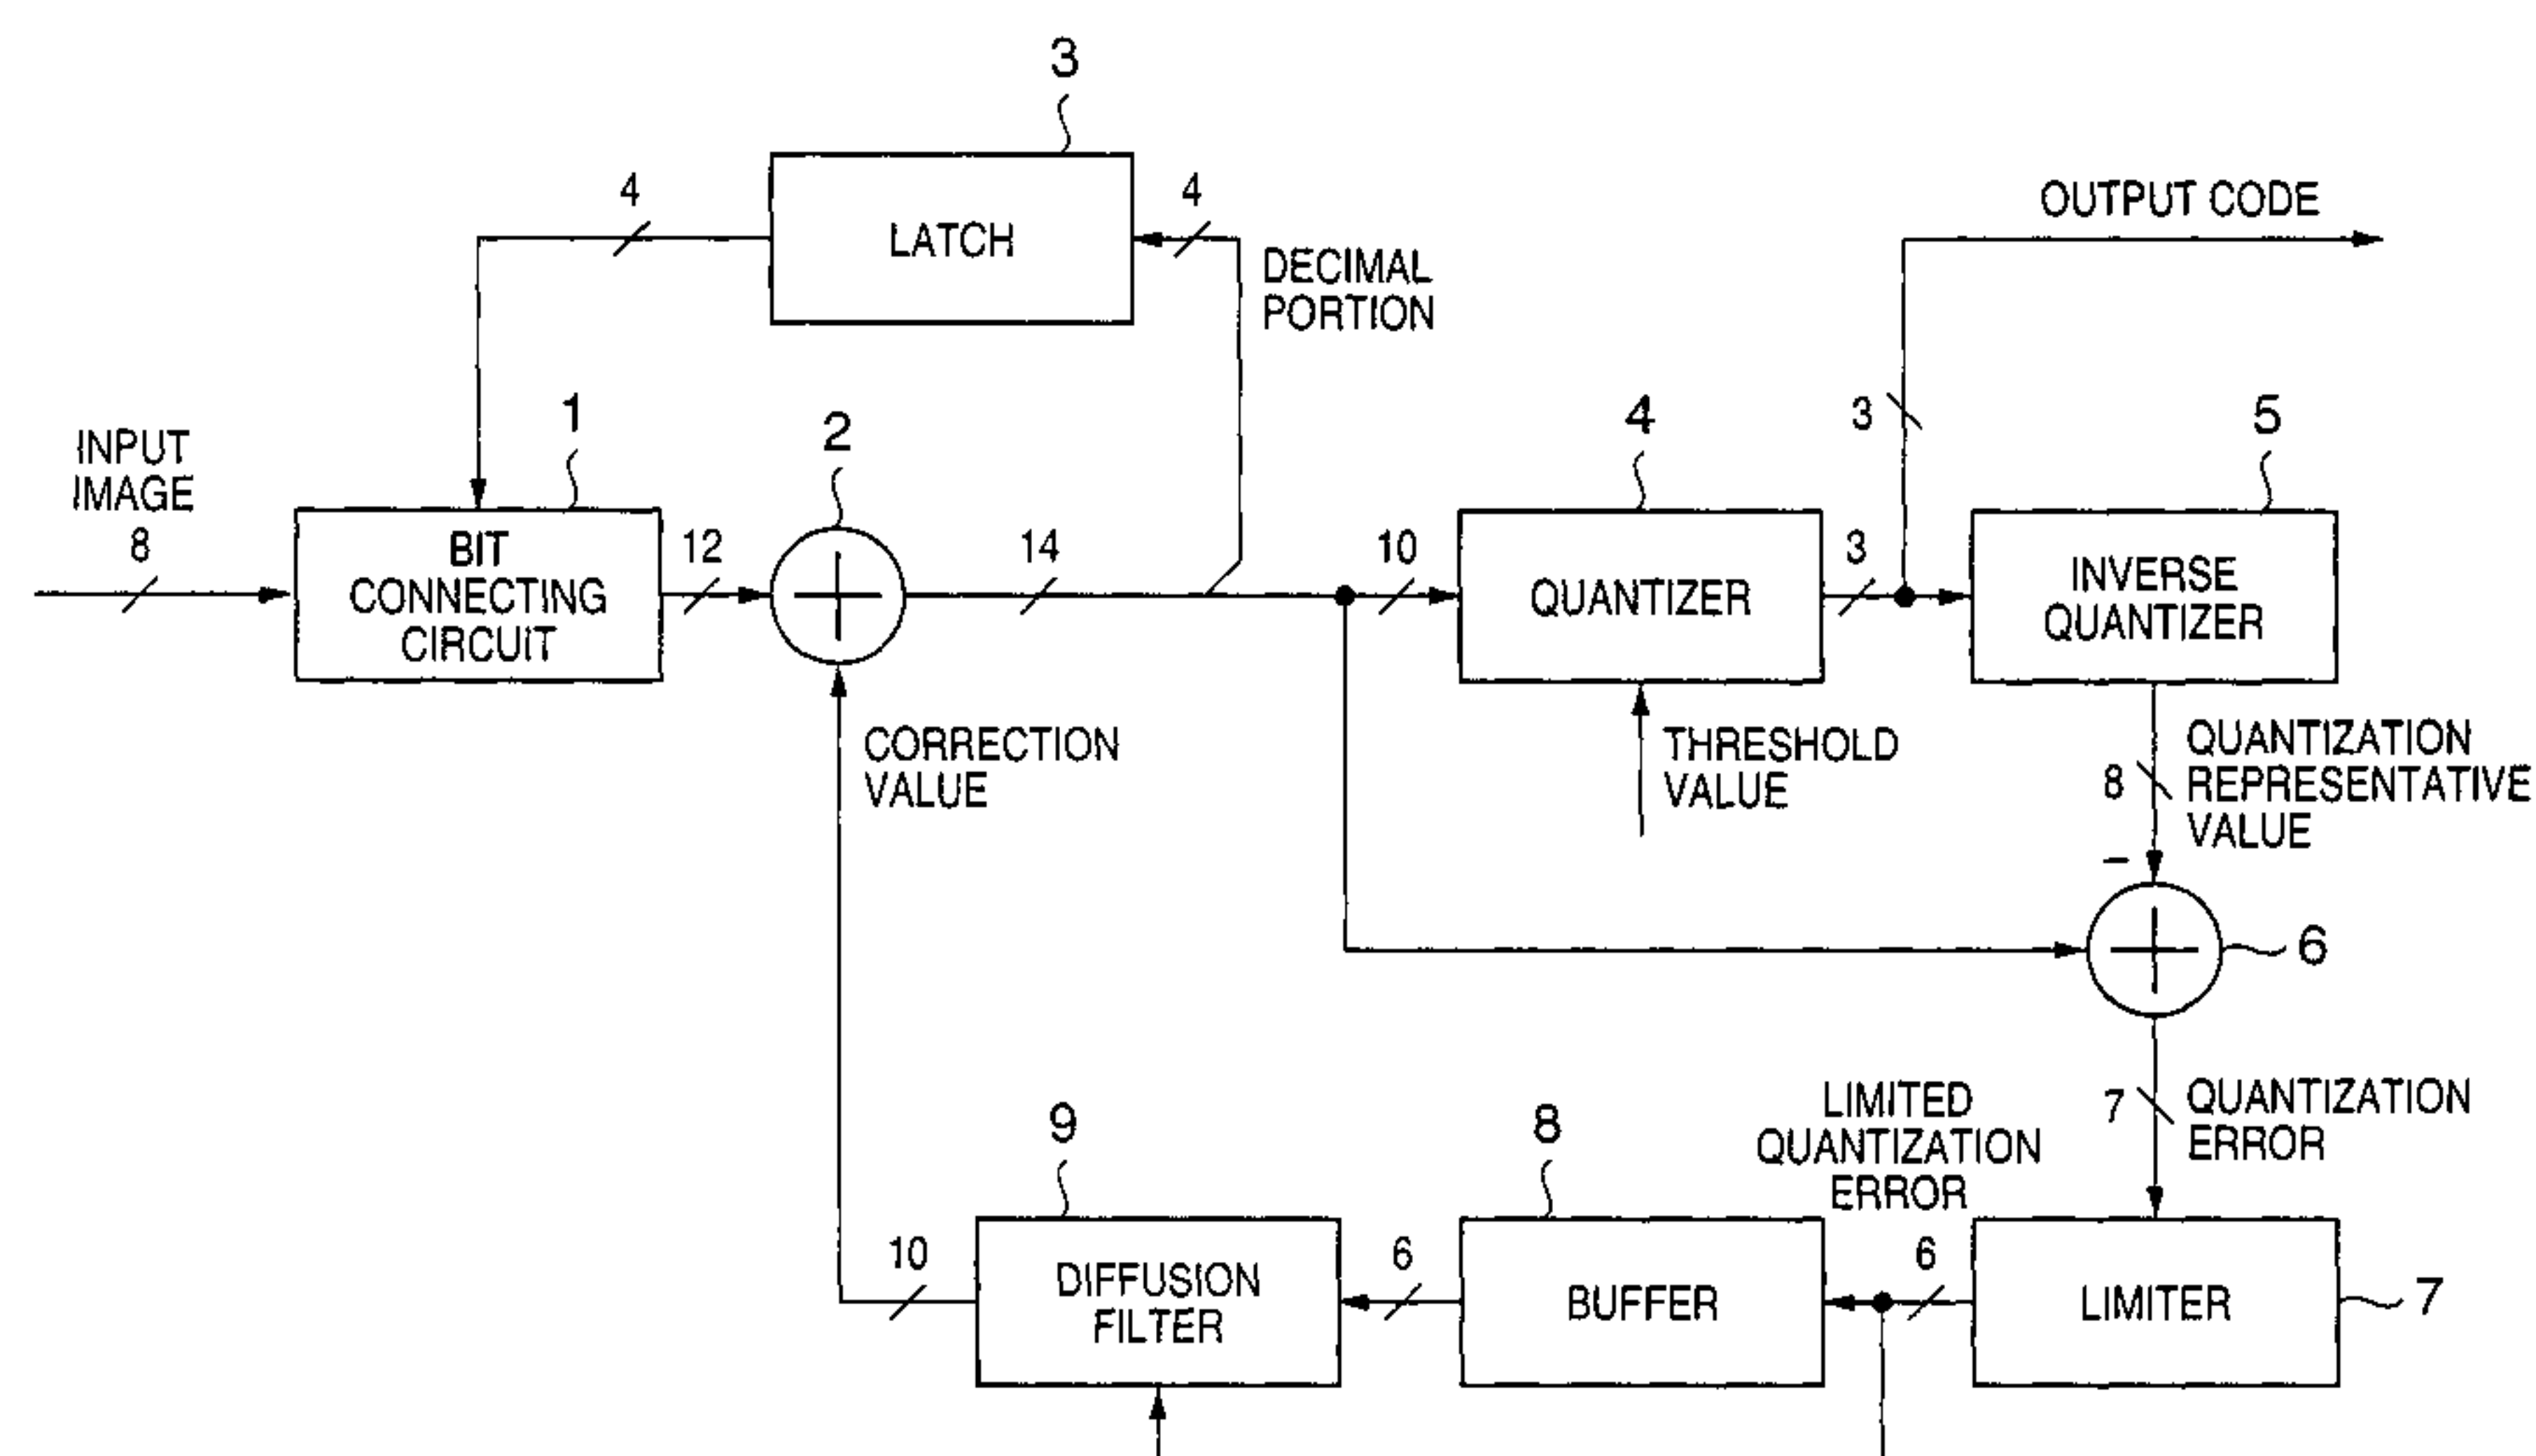 3
4
LATCH
4
DECIMAL
PORTION
OUTPUT CODE
INPUT
IMAGE
8
1
BIT
CONNECTING
CIRCUIT
12
2
14
10
4
QUANTIZER
3
3
5
INVERSE
QUANTIZER
CORRECTION
VALUE
THRESHOLD
VALUE
8
QUANTIZATION
REPRESENTATIVE
VALUE
−
6
7
QUANTIZATION
ERROR
9
10
DIFFUSION
FILTER
6
8
BUFFER
LIMITED
QUANTIZATION
ERROR
6
LIMITER
7